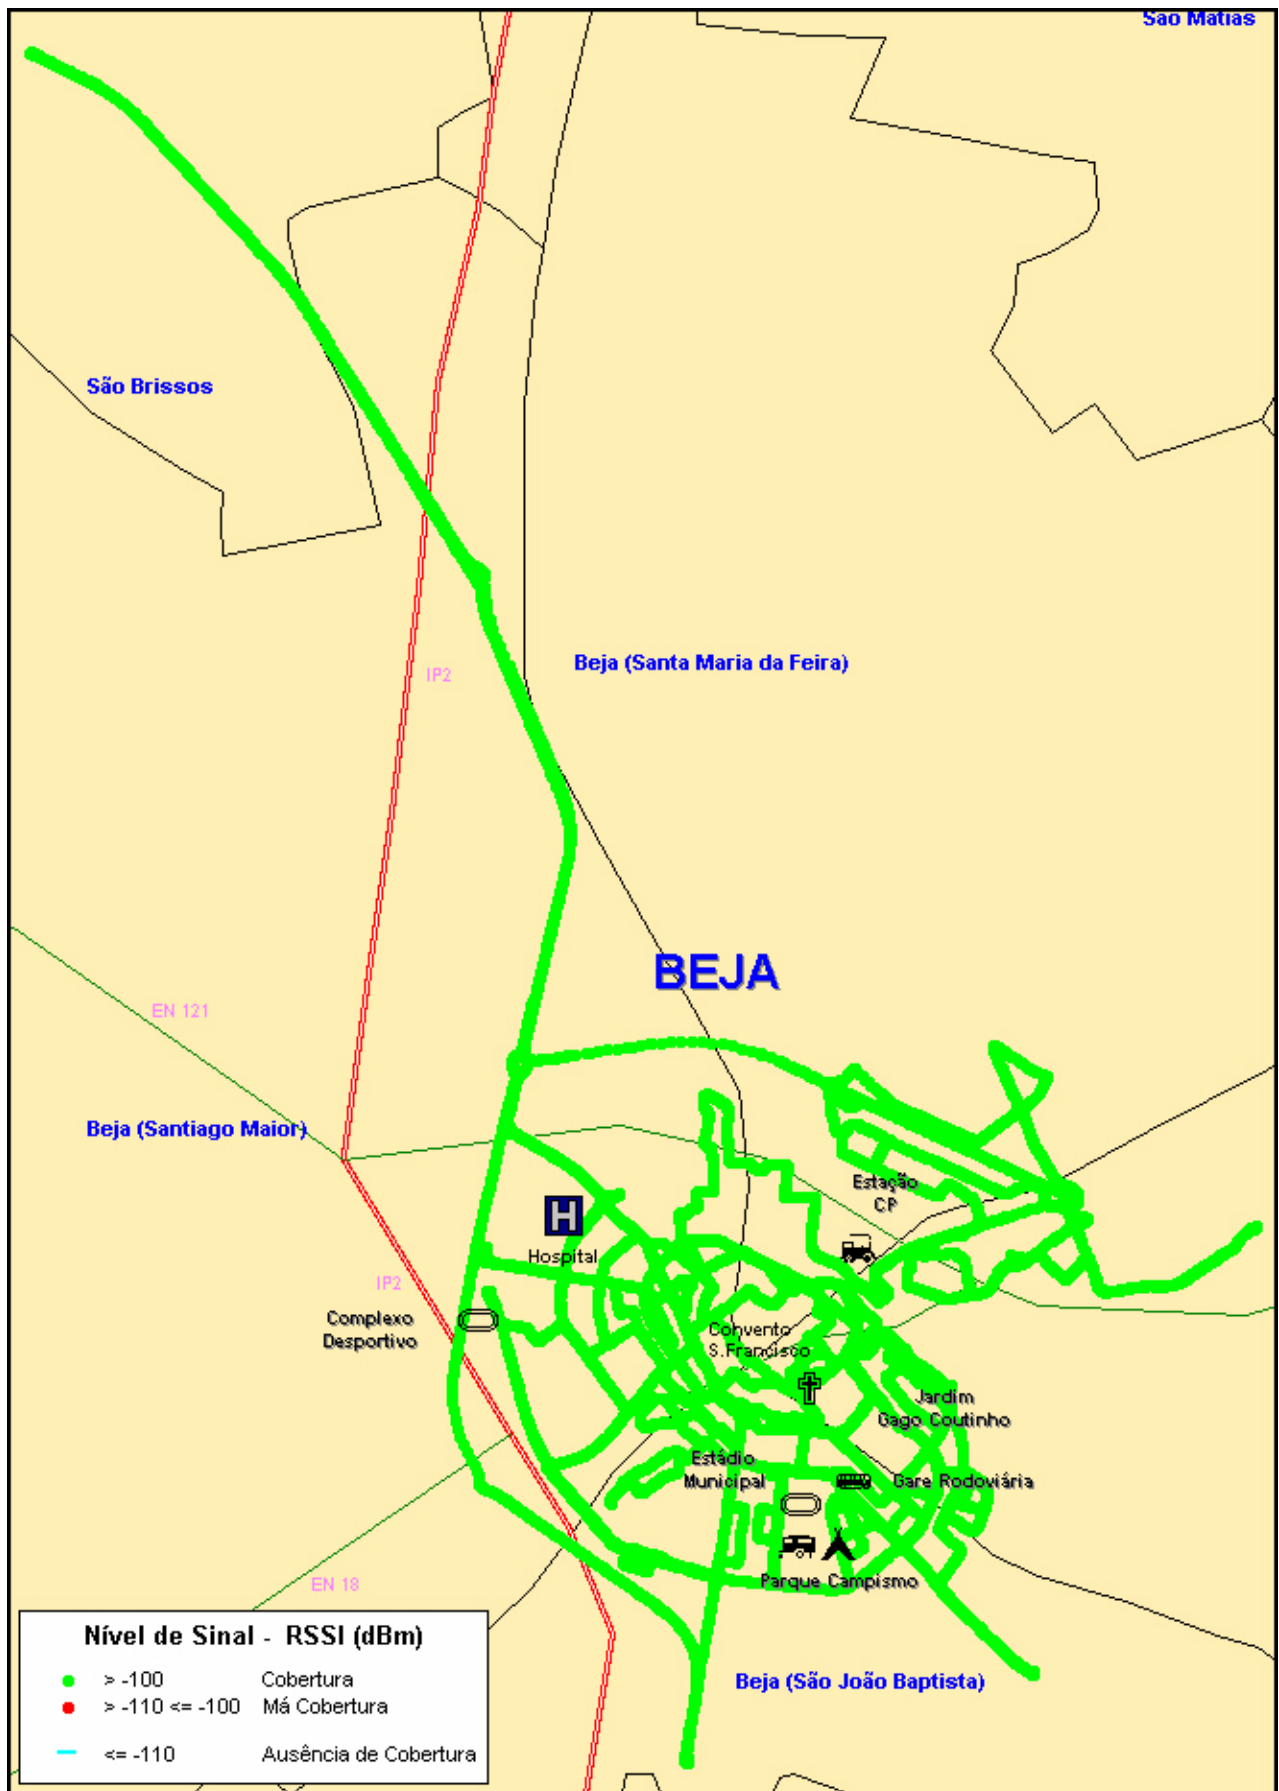 São Matias
São Brissos
Beja (Santa Maria da Feira)
IP2
BEJA
EN 121
Beja (Santiago Maior)
Estação
CP
H
Hospital
IP2
Complexo
Desportivo
Convento
S.Francisco
Jardim
Gago Coutinho
Estádio
Municipal
Gare Rodoviária
Parque Campismo
EN 18
Beja (São João Baptista)
Nível de Sinal - RSSI (dBm)
> -100 Cobertura
> -110 <= -100 Má Cobertura
<= -110 Ausência de Cobertura